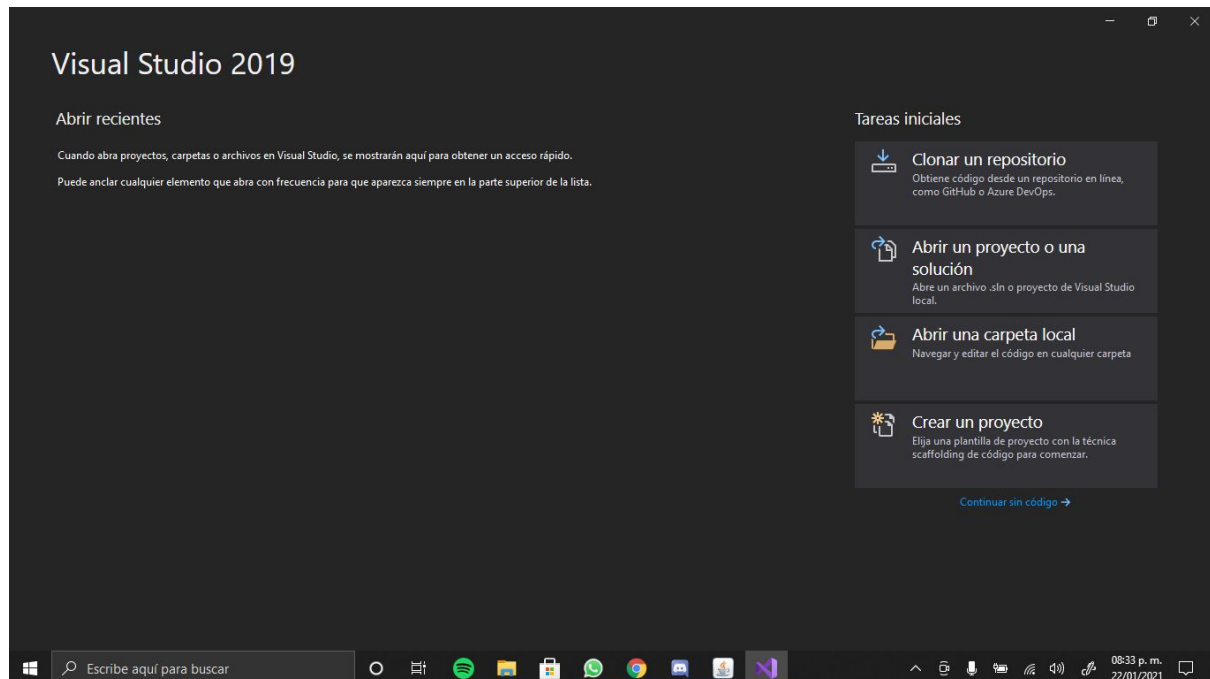 Visual Studio 2019
Abrir recientes
Cuando abra proyectos, carpetas o archivos en Visual Studio, se mostrarán aquí para obtener un acceso rápido.
Puede anclar cualquier elemento que abra con frecuencia para que aparezca siempre en la parte superior de la lista.
Tareas iniciales
Clonar un repositorio
Obtiene código desde un repositorio en línea,
como GitHub o Azure DevOps.
Abrir un proyecto o una
solución
Abre un archivo .sln o proyecto de Visual Studio
local.
Abrir una carpeta local
Navegar y editar el código en cualquier carpeta
Crear un proyecto
Elija una plantilla de proyecto con la técnica
scaffolding de código para comenzar.
Continuar sin código →
Escribe aquí para buscar
08:33 p. m.
22/01/2021